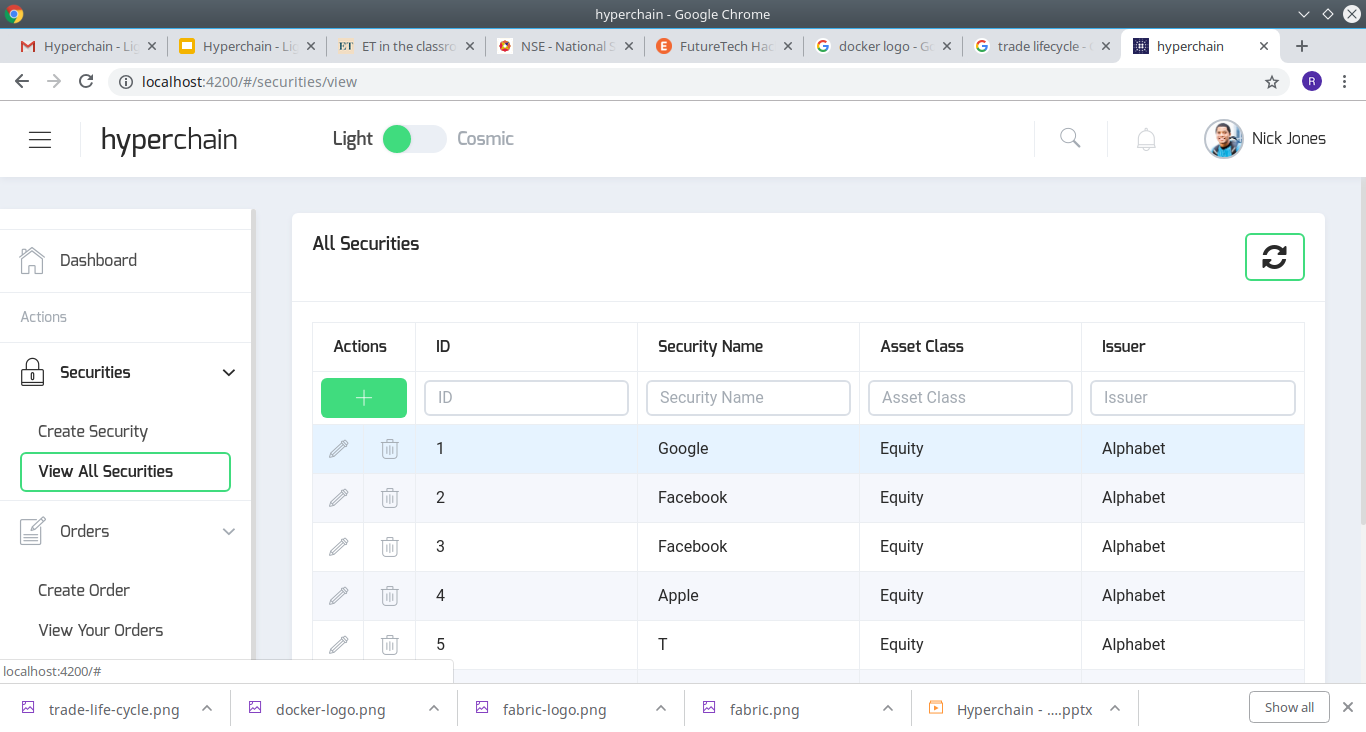 hyperchain - Google Chrome
Hyperchain - Lig
Hyperchain - Lig
ET ET in the classro
NSE - National S
E FutureTech Hac
docker logo - Go
trade lifecycle - G
hyperchain
localhost:4200/#/securities/view
R
hyperchain
Light Cosmic
Nick Jones
Dashboard
Actions
Securities
Create Security
View All Securities
Orders
Create Order
View Your Orders
All Securities
Actions ID Security Name Asset Class Issuer
ID Security Name Asset Class Issuer
1 Google Equity Alphabet
2 Facebook Equity Alphabet
3 Facebook Equity Alphabet
4 Apple Equity Alphabet
5 T Equity Alphabet
localhost:4200/#
trade-life-cycle.png
docker-logo.png
fabric-logo.png
fabric.png
Hyperchain - ....pptx
Show all